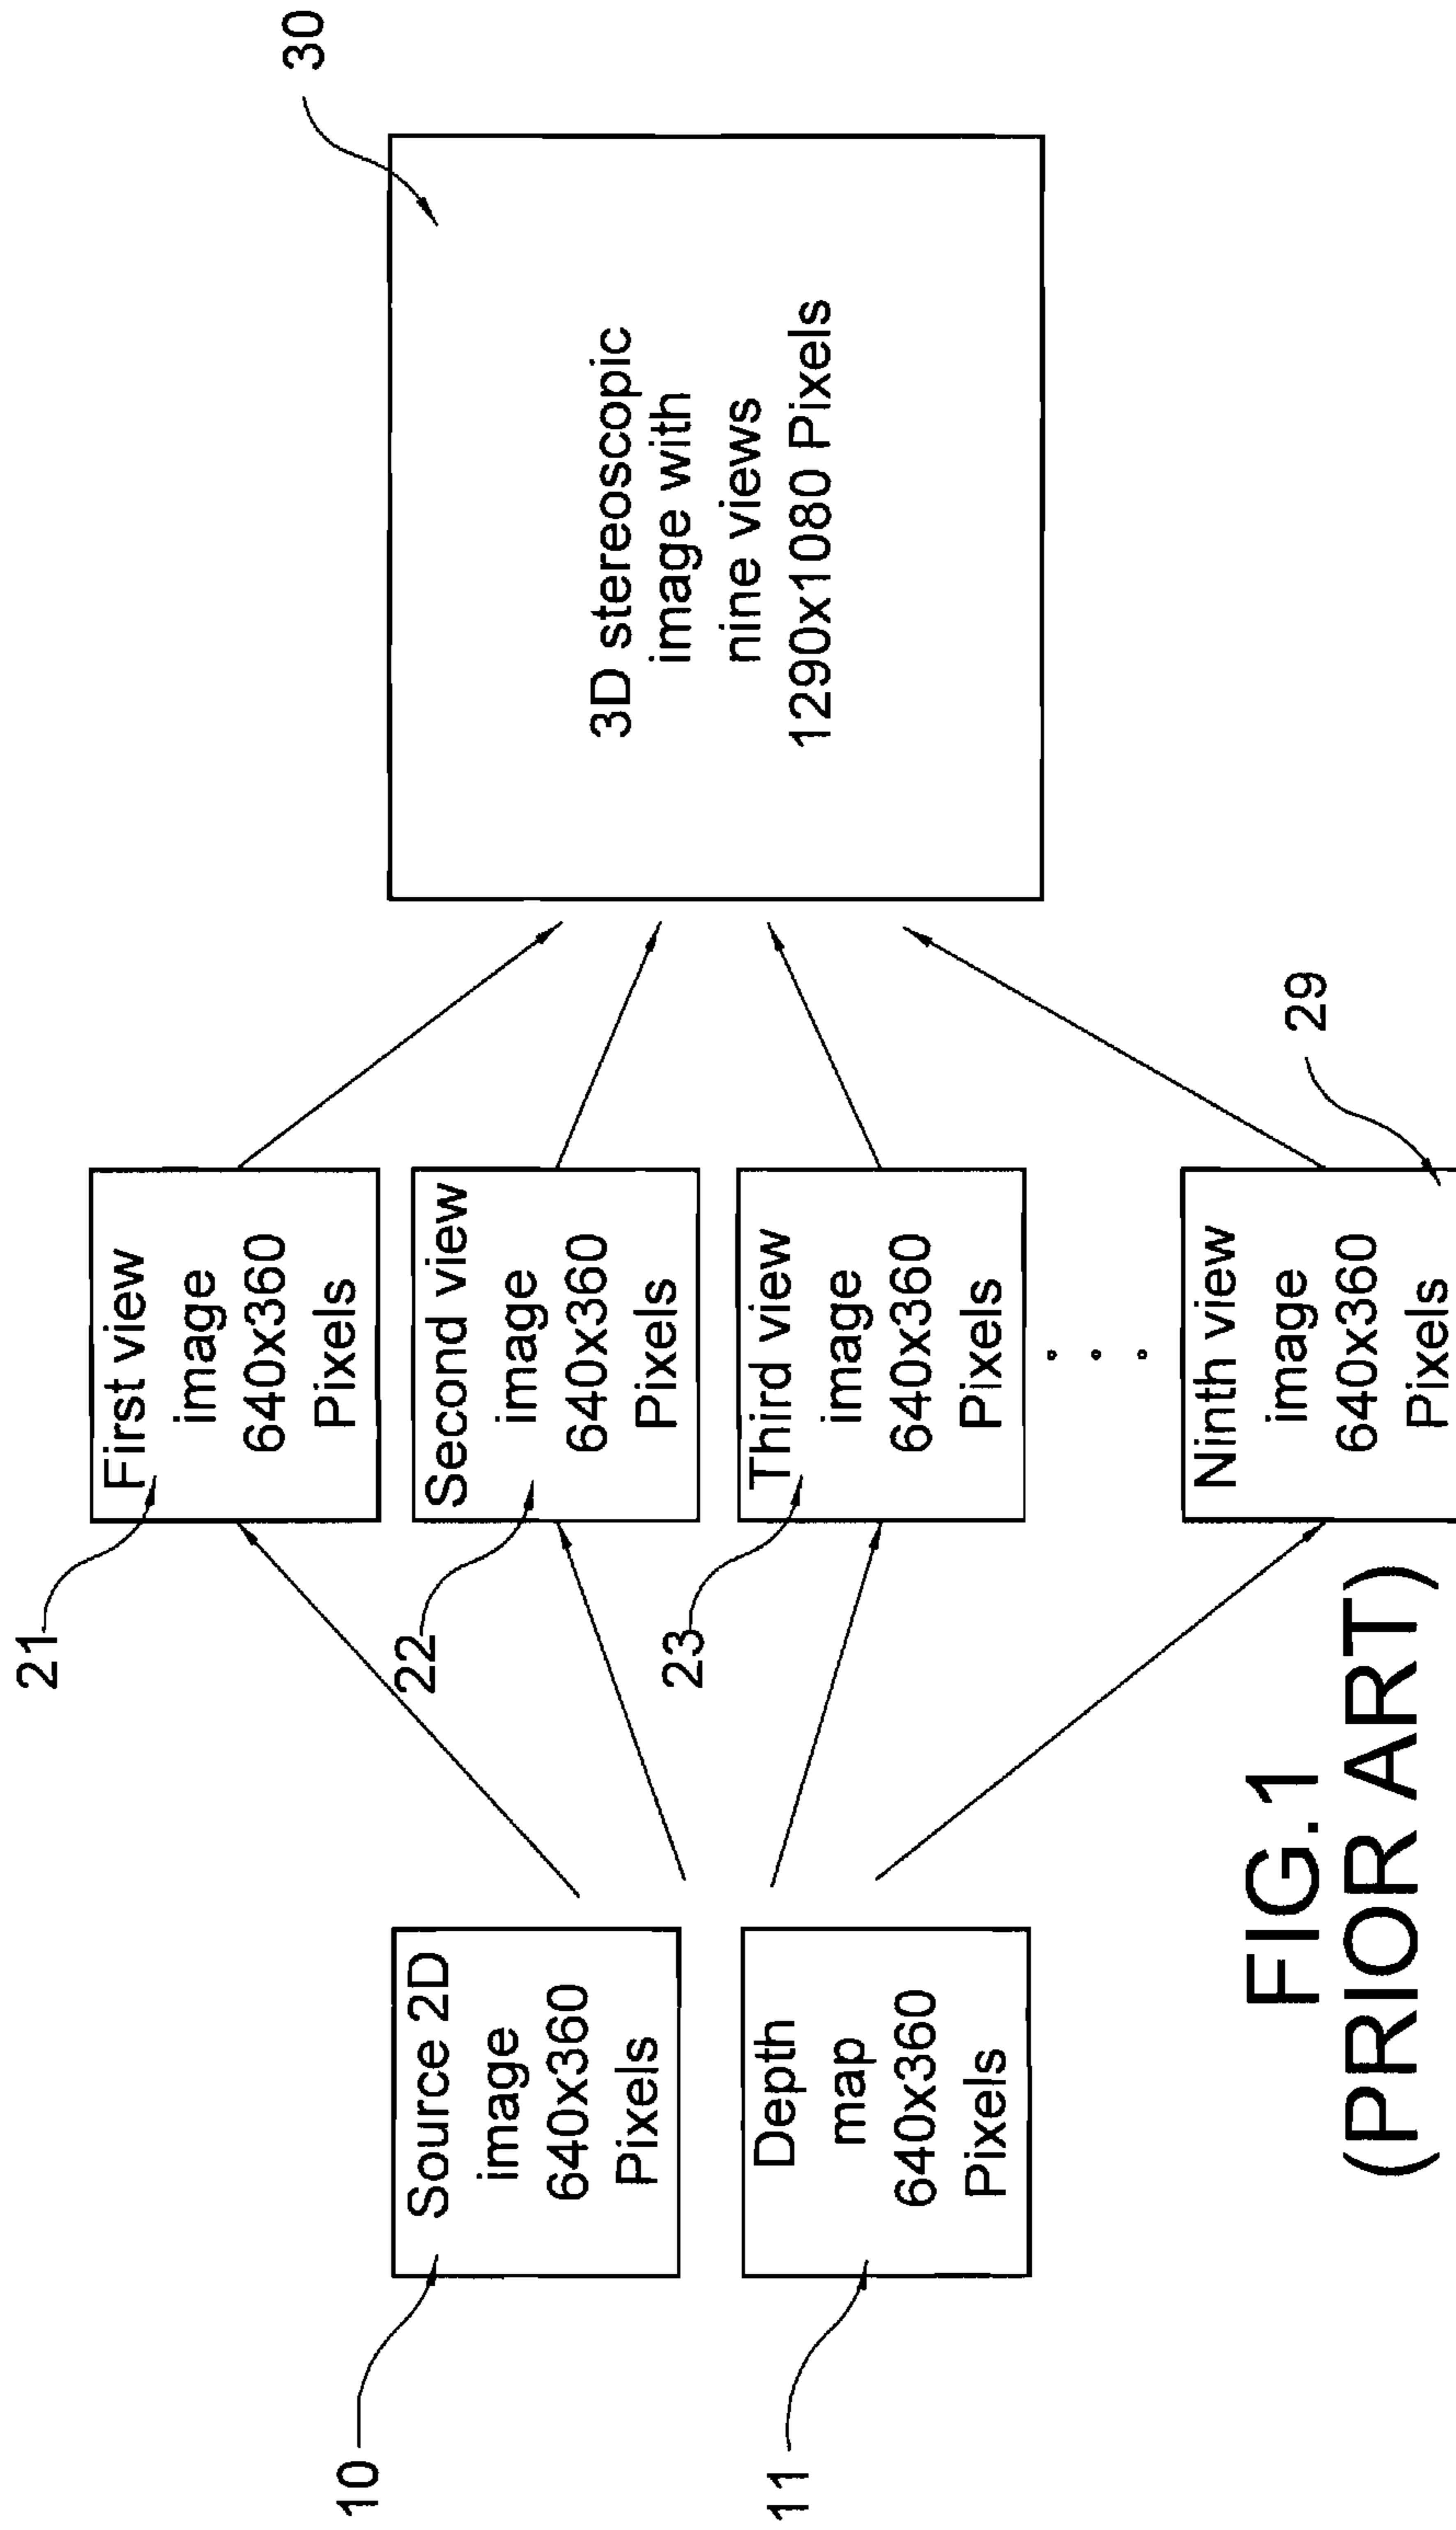 10
Source 2D
image
640x360
Pixels
11
Depth
map
640x360
Pixels
21
First view
image
640x360
Pixels
22
Second view
image
640x360
Pixels
23
Third view
image
640x360
Pixels
29
Ninth view
image
640x360
Pixels
30
3D stereoscopic
image with
nine views
1290x1080 Pixels
FIG.1
(PRIOR ART)